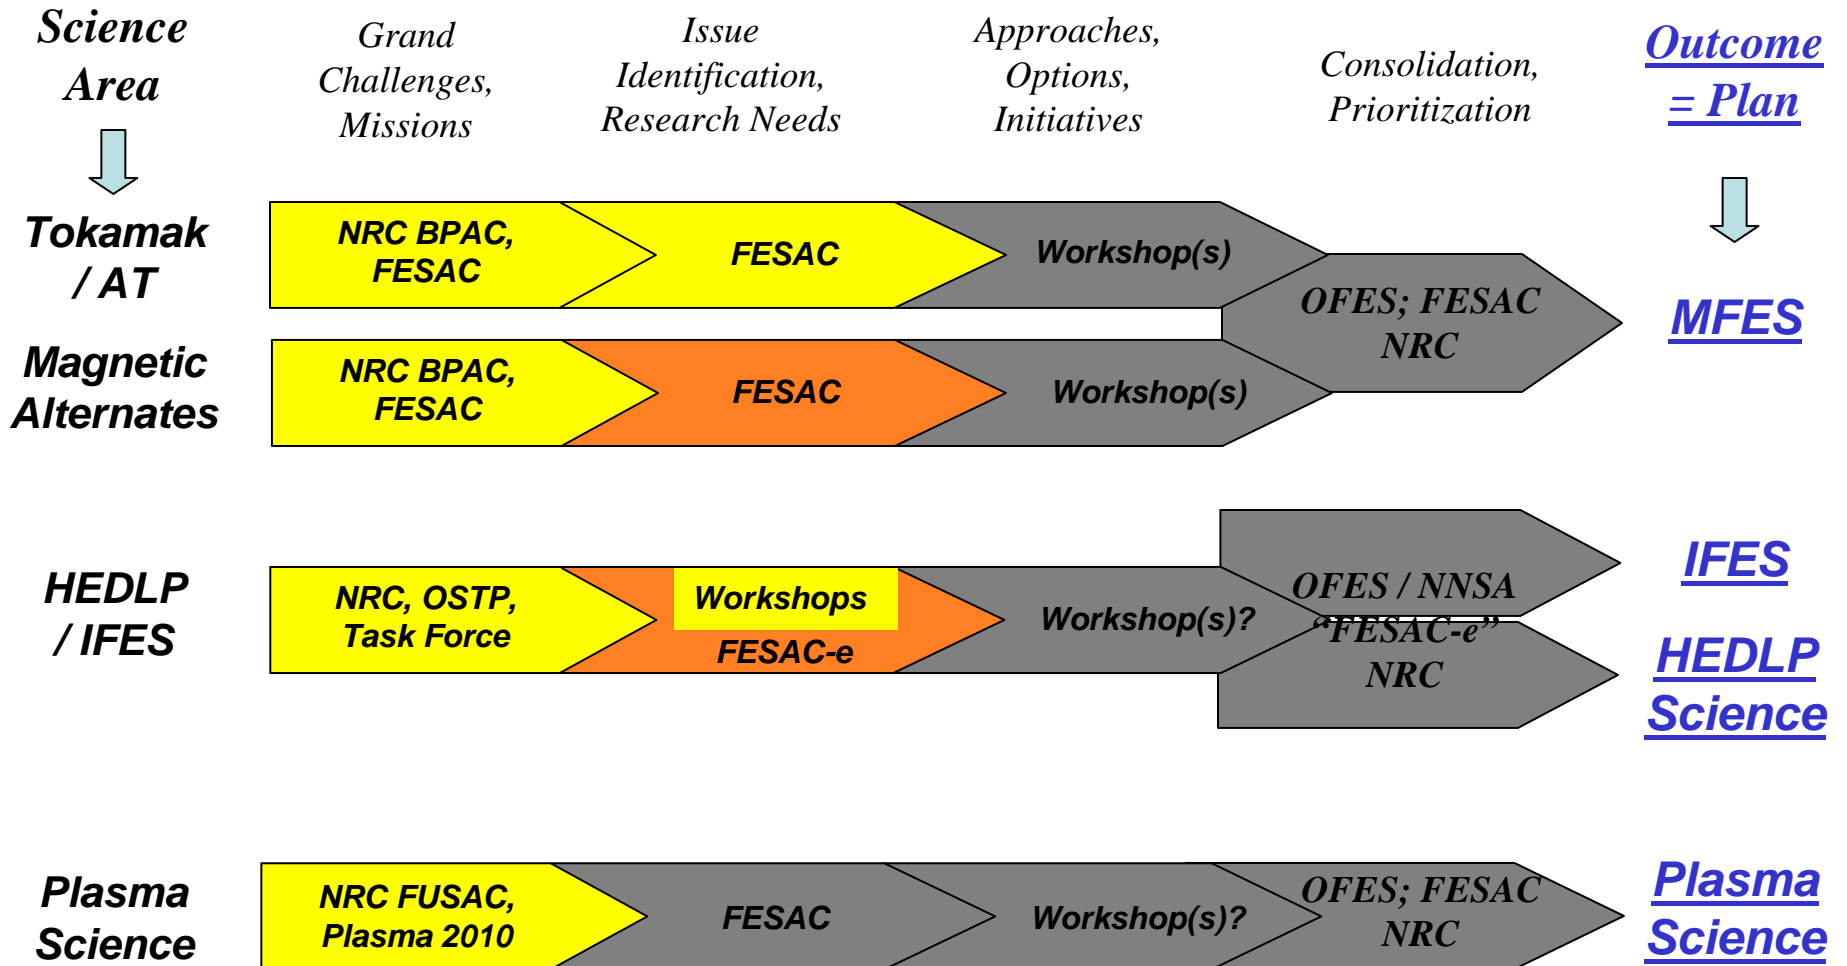 Science
Area
Grand
Challenges,
Missions
Issue
Identification,
Research Needs
Approaches,
Options,
Initiatives
Consolidation,
Prioritization
Outcome
= Plan
Tokamak
/ AT
NRC BPAC,
FESAC
FESAC
Workshop(s)
OFES; FESAC
NRC
MFES
Magnetic
Alternates
NRC BPAC,
FESAC
FESAC
Workshop(s)
HEDLP
/ IFES
NRC, OSTP,
Task Force
Workshops
FESAC-e
Workshop(s)?
OFES / NNSA
“FESAC-e”
NRC
IFES
HEDLP
Science
Plasma
Science
NRC FUSAC,
Plasma 2010
FESAC
Workshop(s)?
OFES; FESAC
NRC
Plasma
Science